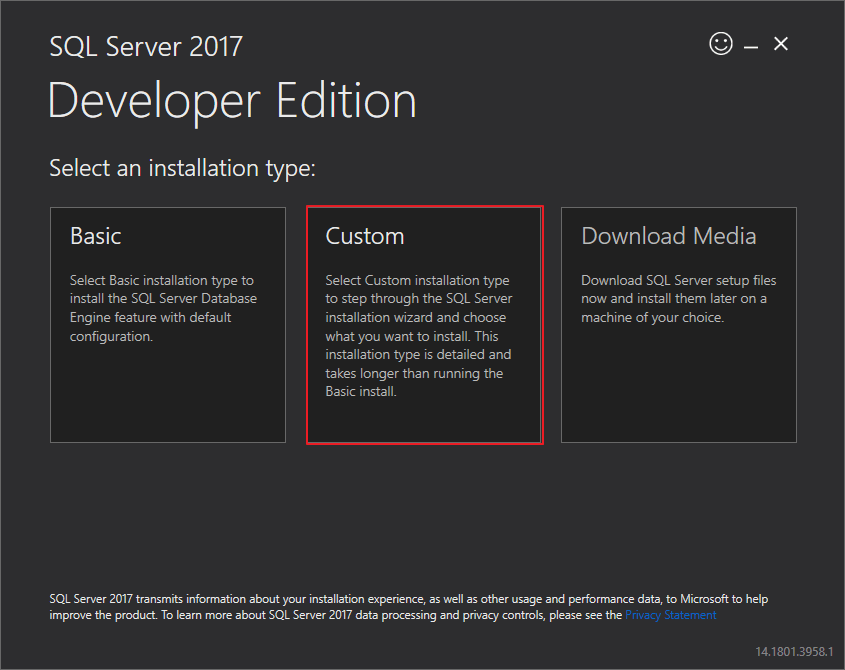 SQL Server 2017
Developer Edition
Select an installation type:
Basic
Select Basic installation type to
install the SQL Server Database
Engine feature with default
configuration.
Custom
Select Custom installation type
to step through the SQL Server
installation wizard and choose
what you want to install. This
installation type is detailed and
takes longer than running the
Basic install.
Download Media
Download SQL Server setup files
now and install them later on a
machine of your choice.
SQL Server 2017 transmits information about your installation experience, as well as other usage and performance data, to Microsoft to help
improve the product. To learn more about SQL Server 2017 data processing and privacy controls, please see the Privacy Statement
14.1801.3958.1